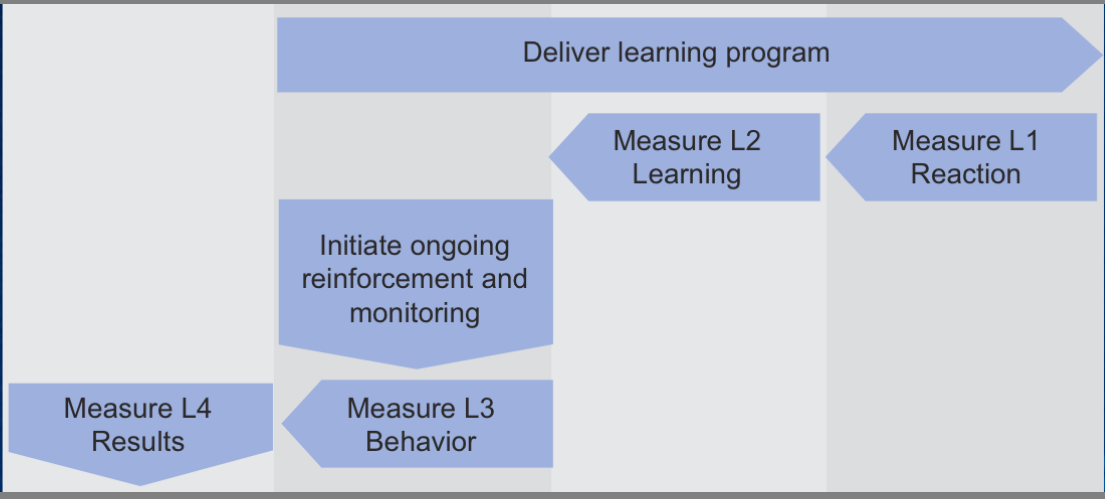 Deliver learning program
Measure L2
Learning
Measure L1
Reaction
Initiate ongoing
reinforcement and
monitoring
Measure L4
Results
Measure L3
Behavior